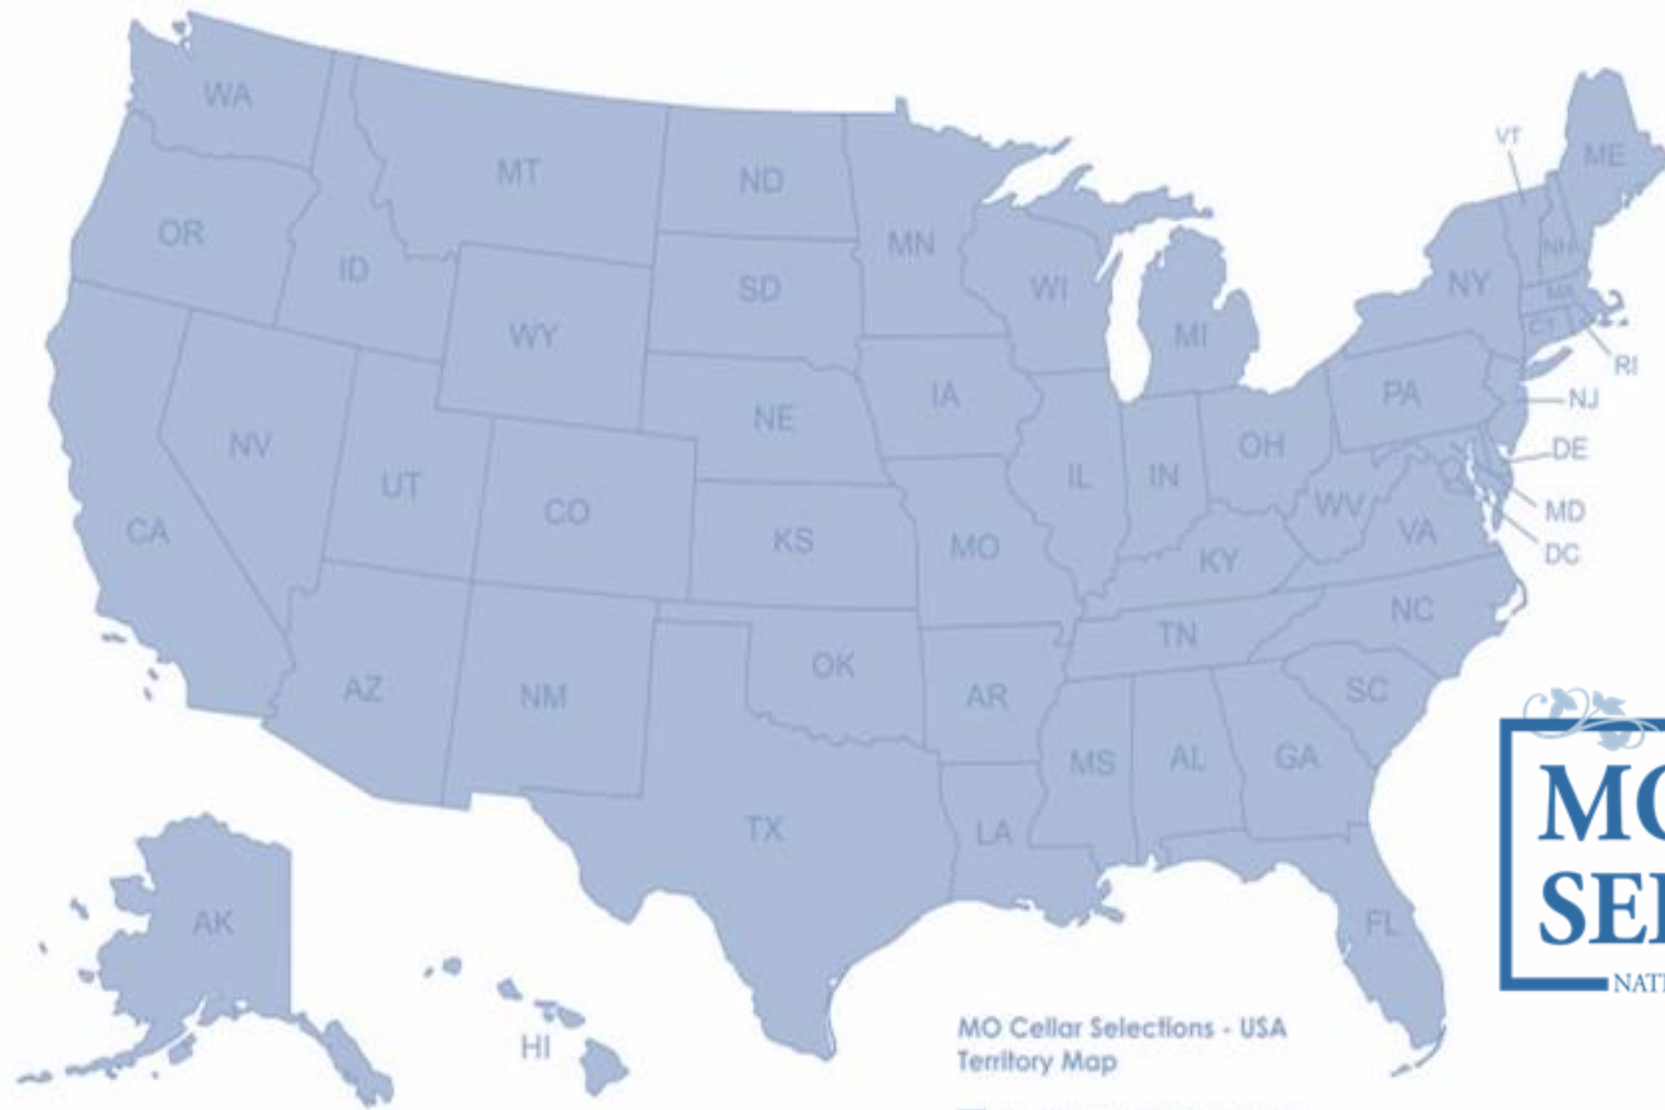 WA
MT
ND
VT
ME
OR
ID
MN
NH
SD
WI
NY
MA
WY
MI
CT
RI
IA
PA
NJ
NE
NV
OH
DE
UT
IL
IN
CO
WV
MD
CA
KS
MO
VA
DC
KY
NC
TN
OK
AZ
NM
AR
SC
MS
AL
GA
TX
LA
AK
FL
HI
MO
SE
NATI
MO Cellar Selections - USA
Territory Map